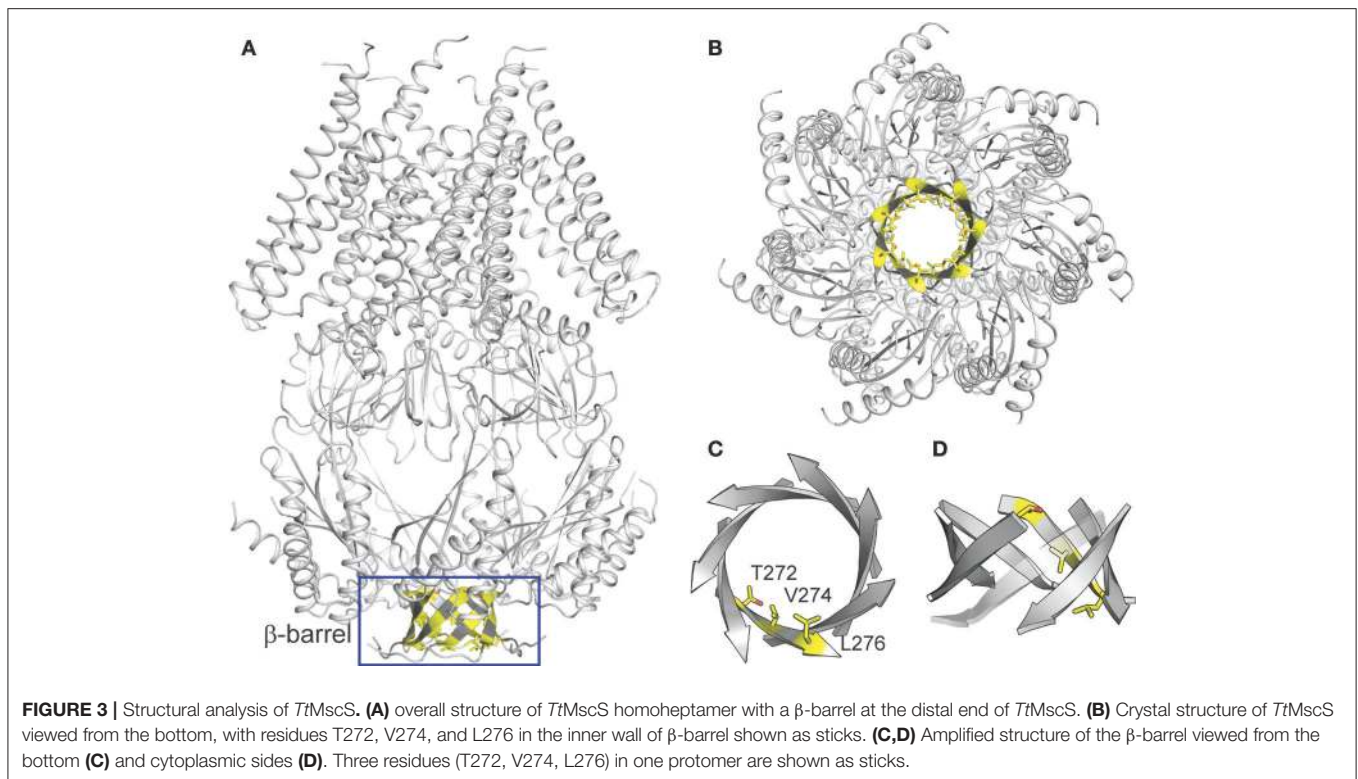 A
B
β-barrel
C
D
T272
V274
L276
FIGURE 3 | Structural analysis of TtMscS. (A) overall structure of TtMscS homoheptamer with a β-barrel at the distal end of TtMscS. (B) Crystal structure of TtMscS
viewed from the bottom, with residues T272, V274, and L276 in the inner wall of β-barrel shown as sticks. (C,D) Amplified structure of the β-barrel viewed from the
bottom (C) and cytoplasmic sides (D). Three residues (T272, V274, L276) in one protomer are shown as sticks.